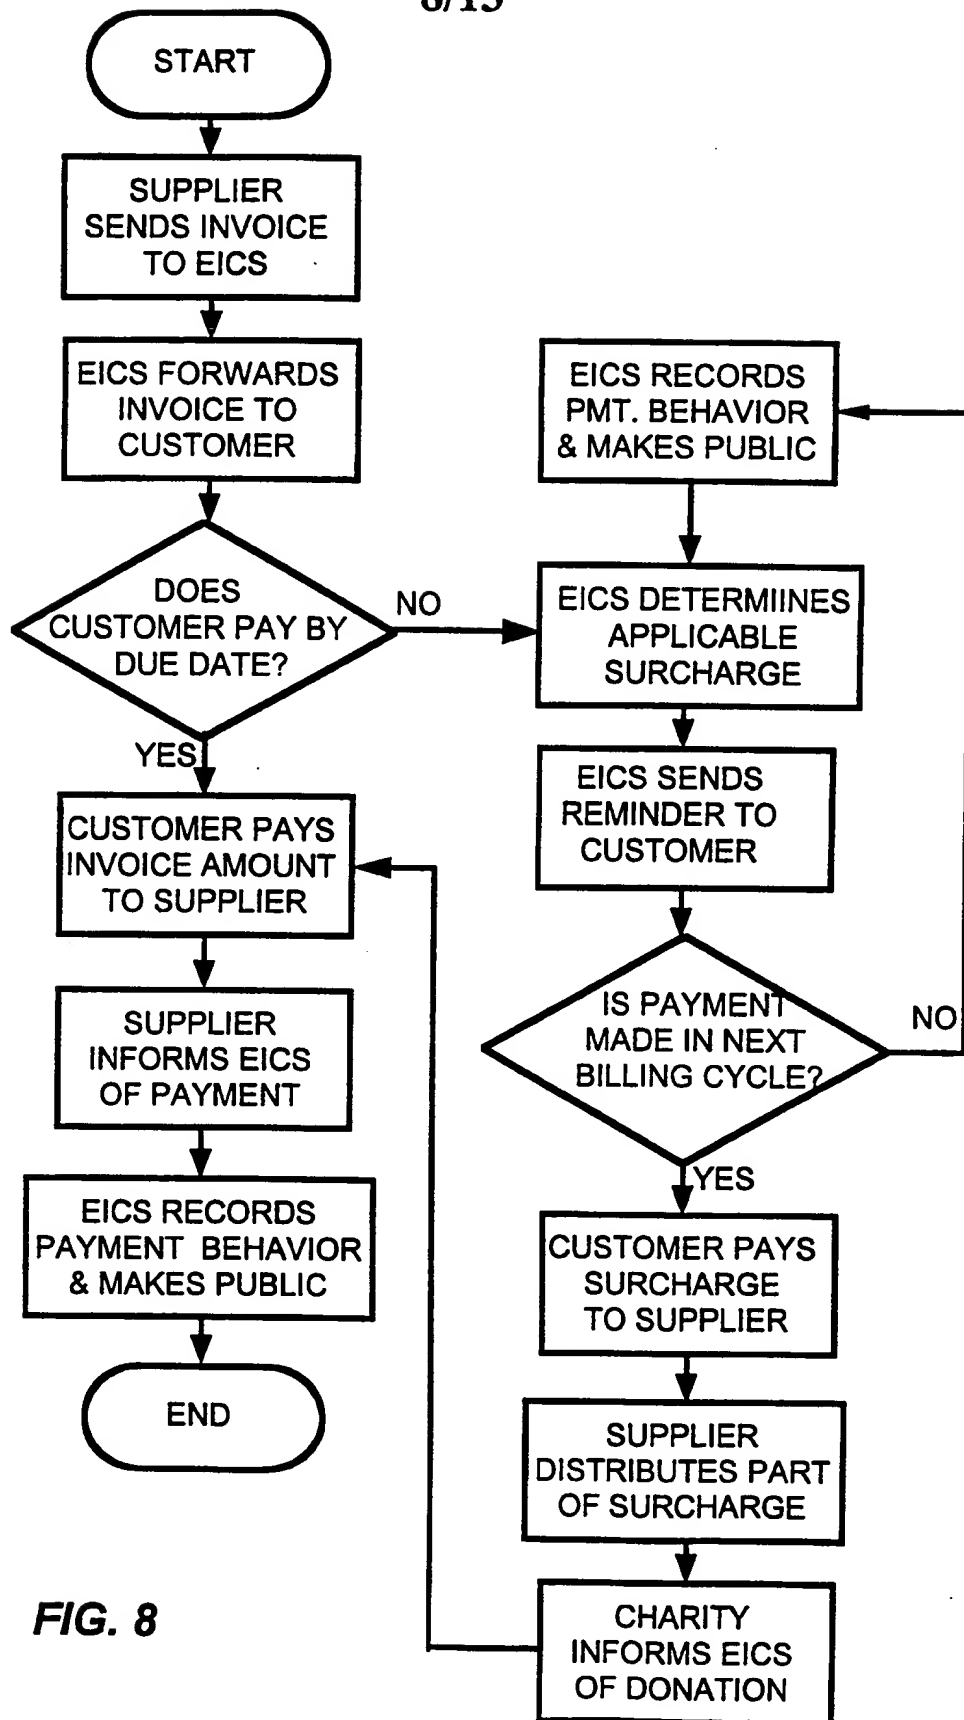 8/15
START
SUPPLIER
SENDS INVOICE
TO EICS
EICS FORWARDS
INVOICE TO
CUSTOMER
DOES
CUSTOMER PAY BY
DUE DATE?
NO
YES
CUSTOMER PAYS
INVOICE AMOUNT
TO SUPPLIER
SUPPLIER
INFORMS EICS
OF PAYMENT
EICS RECORDS
PAYMENT BEHAVIOR
& MAKES PUBLIC
END
EICS RECORDS
PMT. BEHAVIOR
& MAKES PUBLIC
EICS DETERMIINES
APPLICABLE
SURCHARGE
EICS SENDS
REMINDER TO
CUSTOMER
IS PAYMENT
MADE IN NEXT
BILLING CYCLE?
NO
YES
CUSTOMER PAYS
SURCHARGE
TO SUPPLIER
SUPPLIER
DISTRIBUTES PART
OF SURCHARGE
CHARITY
INFORMS EICS
OF DONATION
FIG. 8